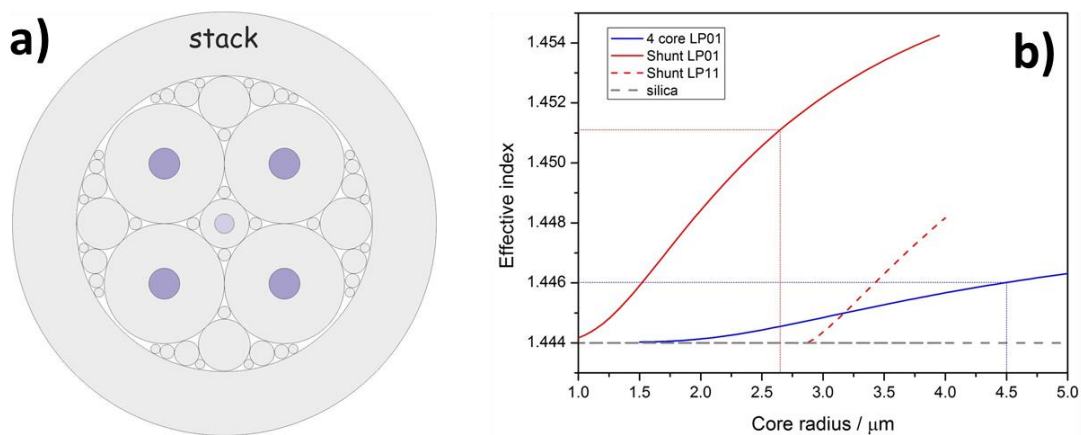 a)
stack
b)
4 core LP01
Shunt LP01
Shunt LP11
silica
Effective index
1.454
1.452
1.450
1.448
1.446
1.444
1.0 1.5 2.0 2.5 3.0 3.5 4.0 4.5 5.0
Core radius / μm